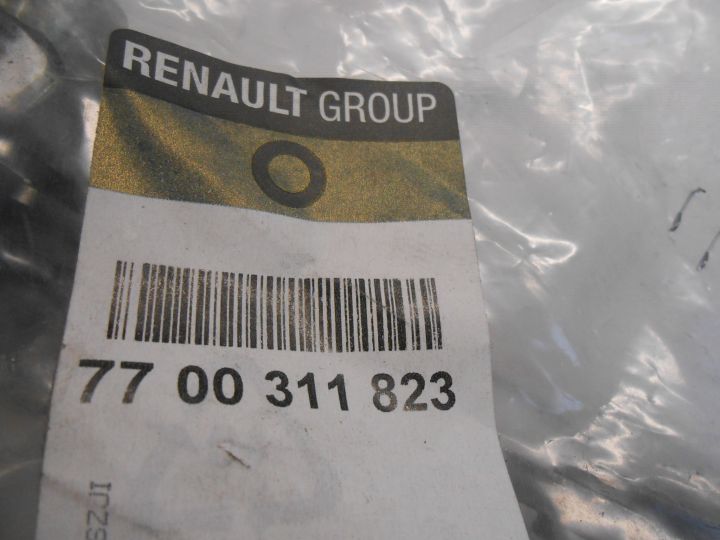 RENAULT GROUP
77 00 311 823